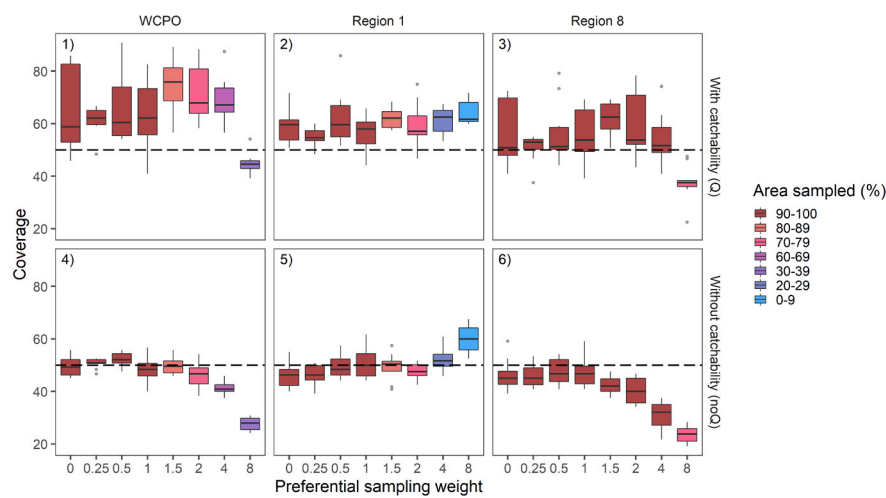 WCPO Region 1 Region 8
1) 2) 3)
80
60
40
20
With catchability (Q)
4) 5) 6)
80
60
40
20
Without catchability (noQ)
Coverage
0 0.25 0.5 1 1.5 2 4 8 0 0.25 0.5 1 1.5 2 4 8 0 0.25 0.5 1 1.5 2 4 8
Preferential sampling weight
Area sampled (%)
90-100
80-89
70-79
60-69
30-39
20-29
0-9